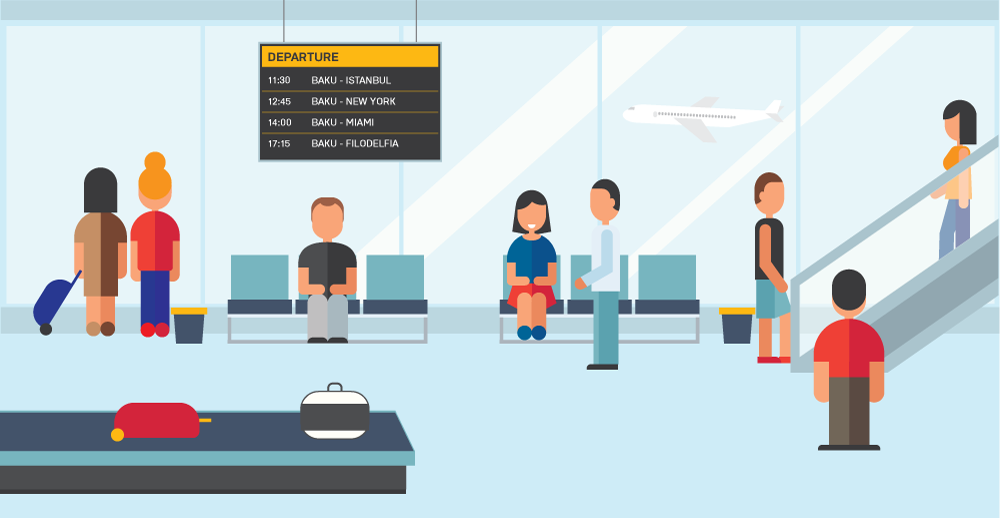 DEPARTURE
11:30 BAKU - ISTANBUL
12:45 BAKU - NEW YORK
14:00 BAKU - MIAMI
17:15 BAKU - FILODELFIA